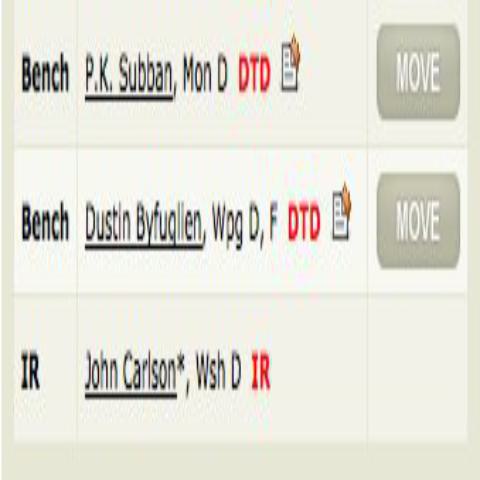 Bench P.K. Subban, Mon D DTD MOVE
Bench Dustin Byfuglien, Wpg D, F DTD MOVE
IR John Carlson*, Wsh D IR